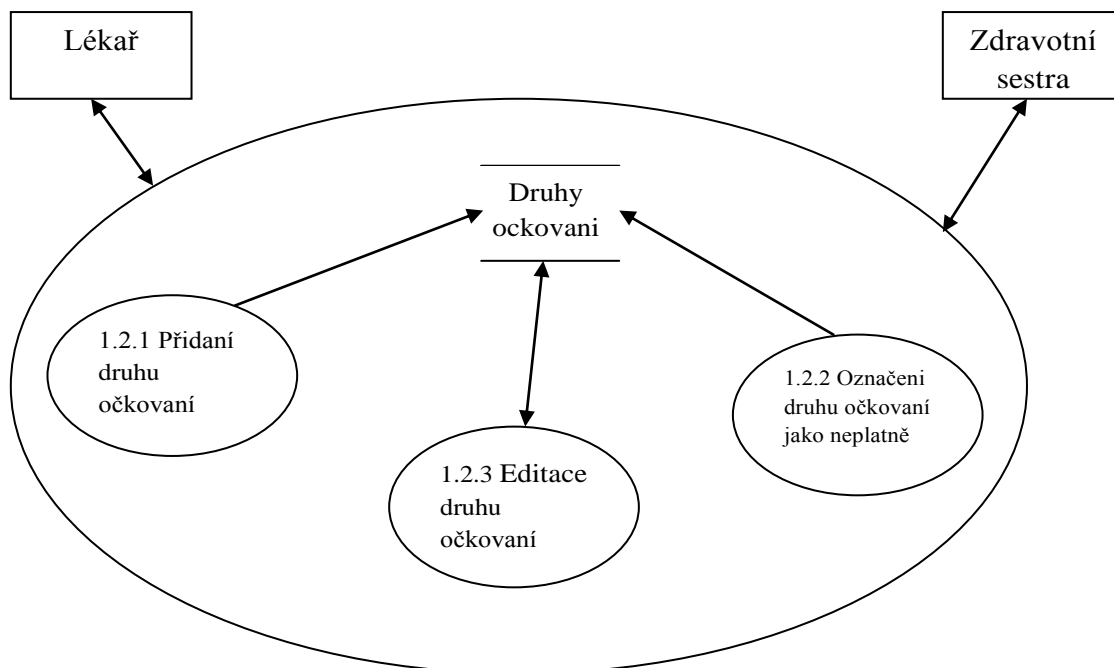 Lékař
Zdravotní
sestra
Druhy
ockovani
1.2.1 Přidaní
druhu
očkovaní
1.2.3 Editace
druhu
očkovaní
1.2.2 Označeni
druhu očkovaní
jako neplatně